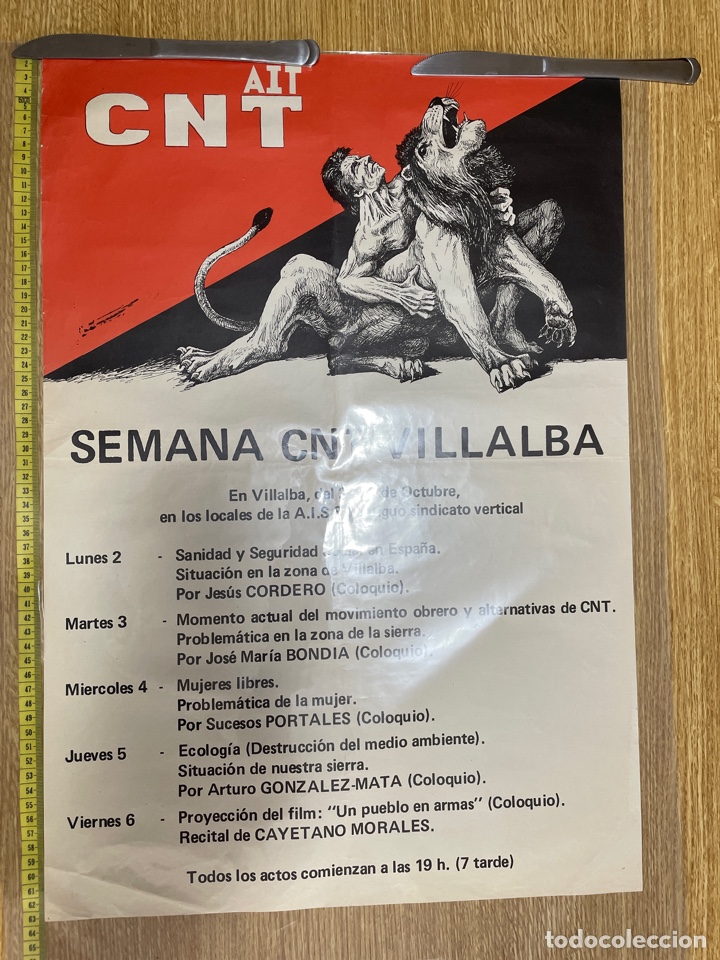 AIT
CNT
SEMANA CNT VILLALBA
En Villalba, del de Octubre,
en los locales de la A.I.S. sindicato vertical
Lunes 2 - Sanidad y Seguridad en España.
Situación en la zona de Villalba.
Por Jesús CORDERO (Coloquio).
Martes 3 - Momento actual del movimiento obrero y alternativas de CNT.
Problemática en la zona de la sierra.
Por José María BONDIA (Coloquio).
Miercoles 4 - Mujeres libres.
Problemática de la mujer.
Por Sucesos PORTALES (Coloquio).
Jueves 5 - Ecología (Destrucción del medio ambiente).
Situación de nuestra sierra.
Por Arturo GONZALEZ-MATA (Coloquio).
Viernes 6 - Proyección del film: "Un pueblo en armas" (Coloquio).
Recital de CAYETANO MORALES.
Todos los actos comienzan a las 19 h. (7 tarde)
todocoleccion
todocoleccion.net